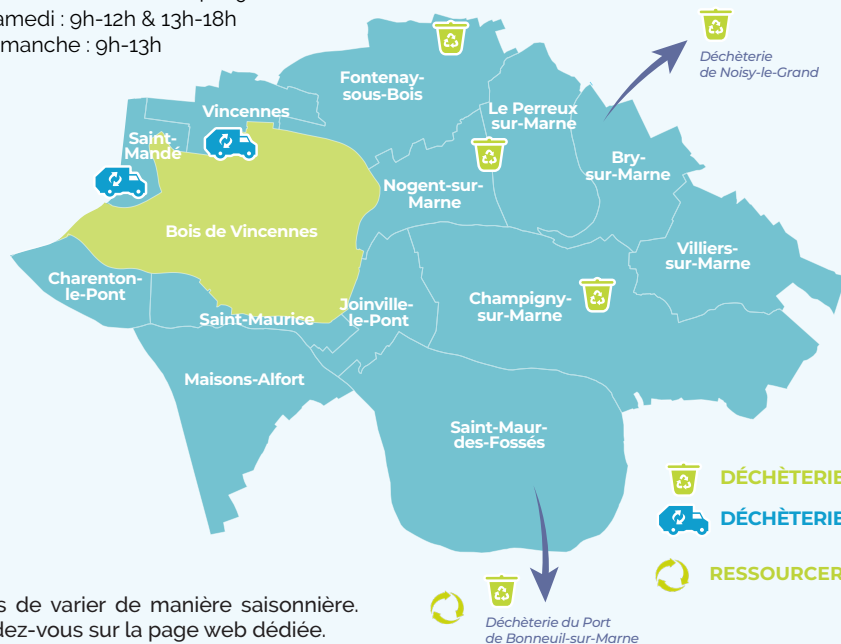 amedi : 9h-12h & 13h-18h
manche : 9h-13h
Déchèterie
de Noisy-le-Grand
Fontenay-
sous-Bois
Vincennes
Le Perreux
sur-Marne
Saint-
Mandé
Bry-
sur-Marne
Nogent-sur-
Marne
Bois de Vincennes
Villiers-
sur-Marne
Charenton-
le-Pont
Joinville-
le-Pont
Champigny-
sur-Marne
Saint-Maurice
Maisons-Alfort
Saint-Maur-
des-Fossés
DÉCHÈTERIE
DÉCHÈTERIE
RESSOURCER
s de varier de manière saisonnière.
dez-vous sur la page web dédiée.
Déchèterie du Port
de Bonneuil-sur-Marne